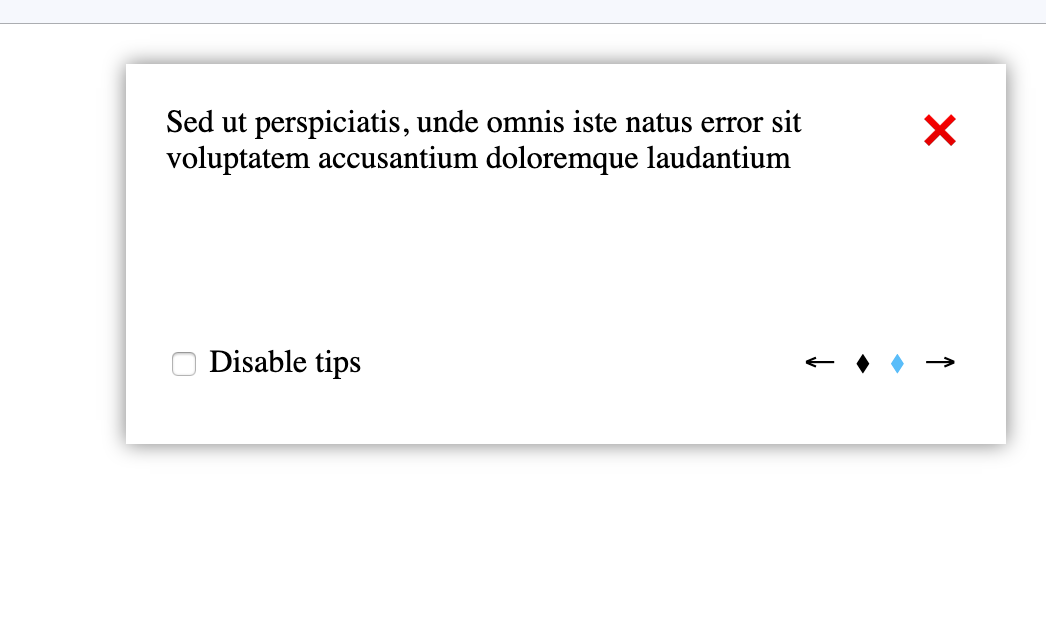 Sed ut perspiciatis, unde omnis iste natus error sit
voluptatem accusantium doloremque laudantium
Disable tips